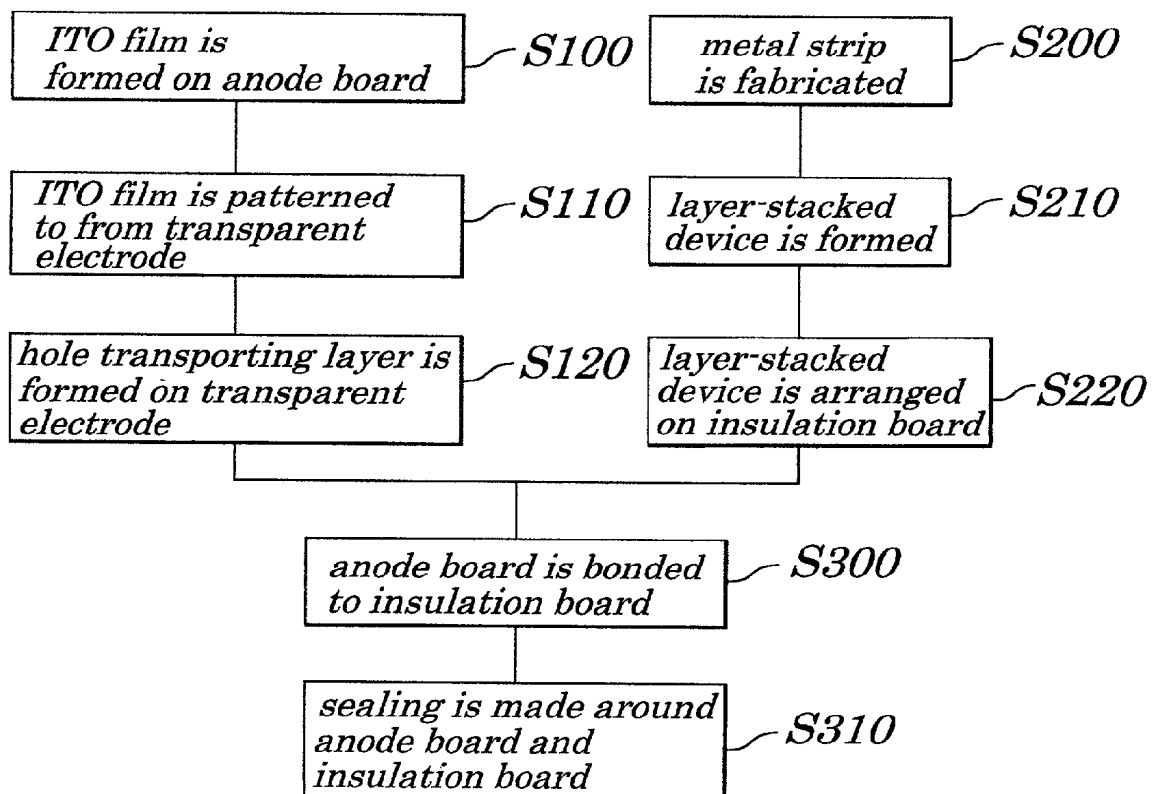 ITO film is
formed on anode board
S100
ITO film is patterned
to from transparent
electrode
S110
hole transporting layer is
formed on transparent
electrode
S120
metal strip
is fabricated
S200
layer-stacked
device is formed
S210
layer-stacked
device is arranged
on insulation board
S220
anode board is bonded
to insulation board
S300
sealing is made around
anode board and
insulation board
S310